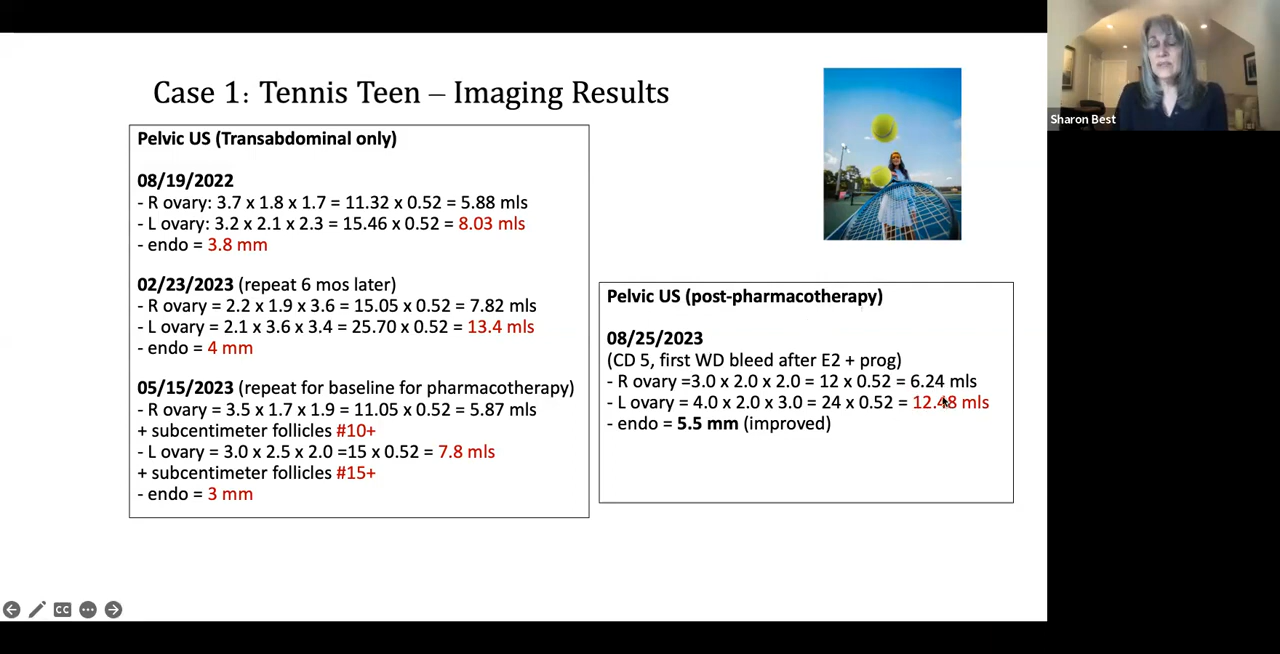 Case 1: Tennis Teen – Imaging Results
Pelvic US (Transabdominal only)
08/19/2022
- R ovary: 3.7 x 1.8 x 1.7 = 11.32 x 0.52 = 5.88 mls
- L ovary: 3.2 x 2.1 x 2.3 = 15.46 x 0.52 = 8.03 mls
- endo = 3.8 mm
02/23/2023 (repeat 6 mos later)
- R ovary = 2.2 x 1.9 x 3.6 = 15.05 x 0.52 = 7.82 mls
- L ovary = 2.1 x 3.6 x 3.4 = 25.70 x 0.52 = 13.4 mls
- endo = 4 mm
05/15/2023 (repeat for baseline for pharmacotherapy)
- R ovary = 3.5 x 1.7 x 1.9 = 11.05 x 0.52 = 5.87 mls
+ subcentimeter follicles #10+
- L ovary = 3.0 x 2.5 x 2.0 =15 x 0.52 = 7.8 mls
+ subcentimeter follicles #15+
- endo = 3 mm
Pelvic US (post-pharmacotherapy)
08/25/2023
(CD 5, first WD bleed after E2 + prog)
- R ovary =3.0 x 2.0 x 2.0 = 12 x 0.52 = 6.24 mls
- L ovary = 4.0 x 2.0 x 3.0 = 24 x 0.52 = 12.48 mls
- endo = 5.5 mm (improved)
Sharon Best
CC